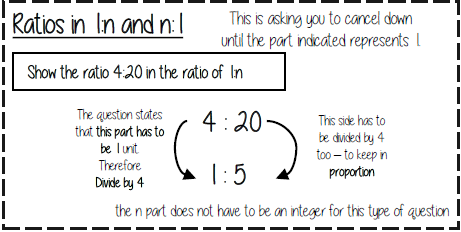 Ratios in 1:n and n:1
This is asking you to cancel down
until the part indicated represents 1.
Show the ratio 4:20 in the ratio of 1:n
The question states
that this part has to
be 1 unit.
Therefore
Divide by 4
4 : 20
1 : 5
This side has to
be divided by 4
too – to keep in
proportion
the n part does not have to be an integer for this type of question